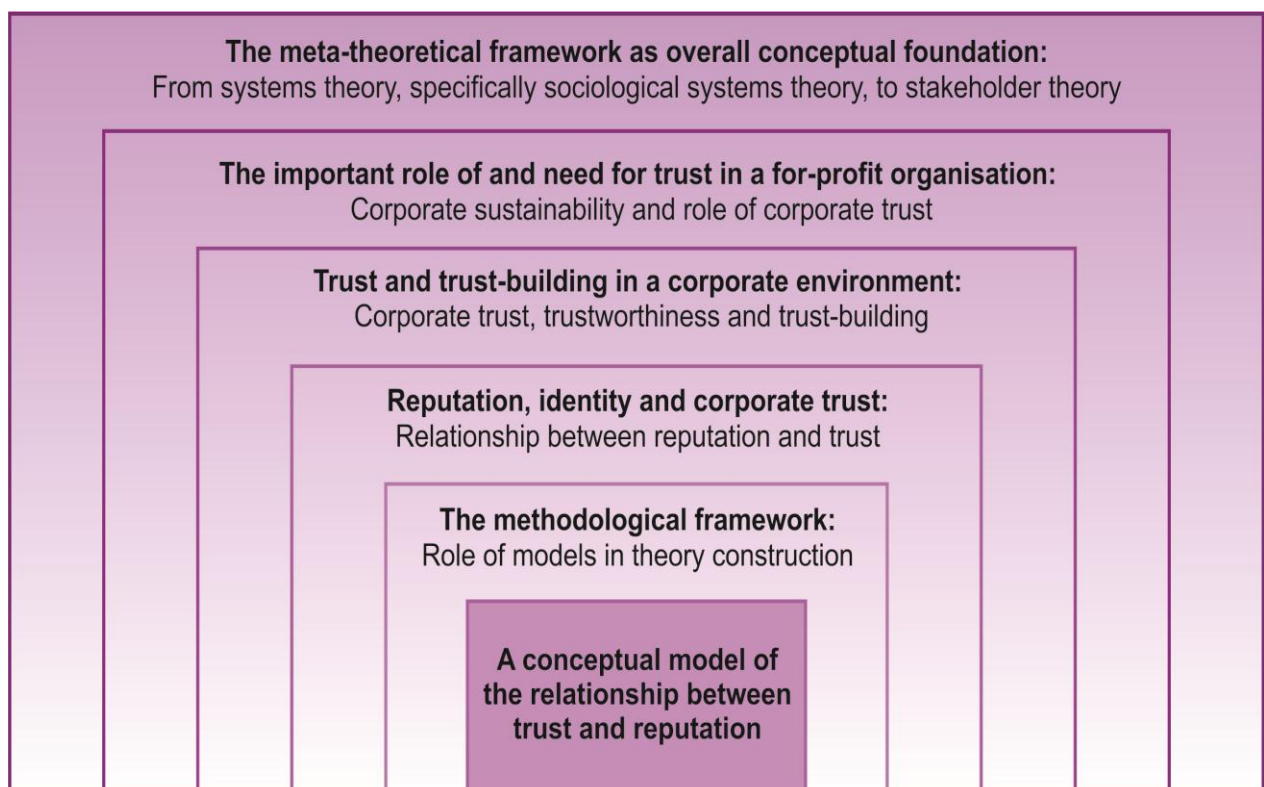 The meta-theoretical framework as overall conceptual foundation:
From systems theory, specifically sociological systems theory, to stakeholder theory
The important role of and need for trust in a for-profit organisation:
Corporate sustainability and role of corporate trust
Trust and trust-building in a corporate environment:
Corporate trust, trustworthiness and trust-building
Reputation, identity and corporate trust:
Relationship between reputation and trust
The methodological framework:
Role of models in theory construction
A conceptual model of
the relationship between
trust and reputation